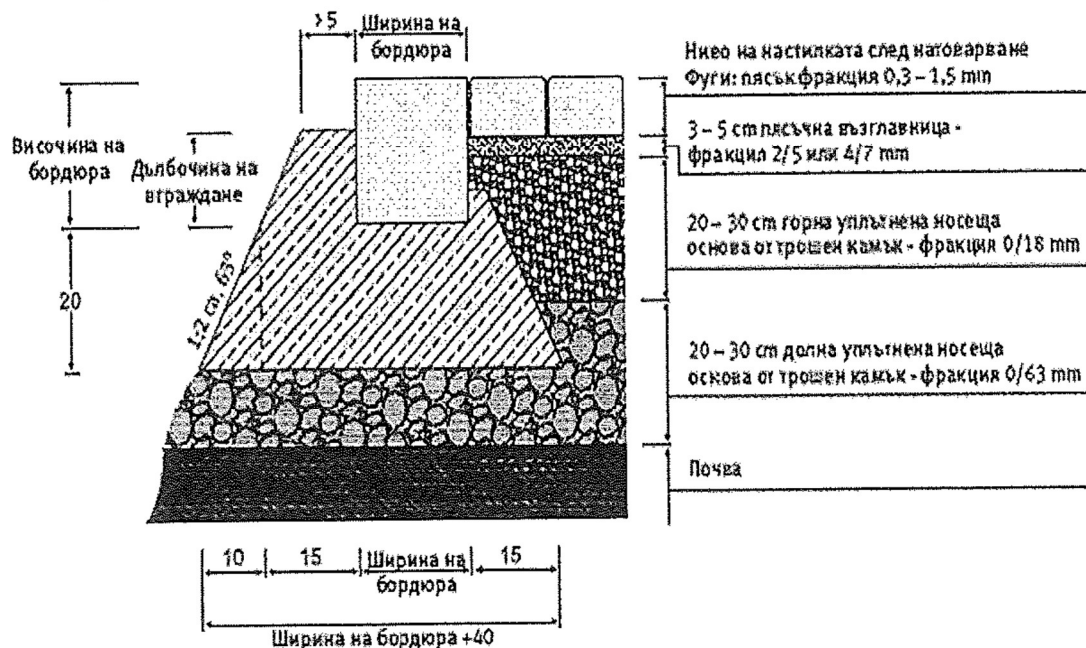 >5
Ширина на
бордюра
Височина на
бордюра
Дълбочина на
вграждане
20
1:2 ca. 63°
Ниво на настилката след натоварване
Фуги: пясък фракция 0,3 – 1,5 mm
3 – 5 cm пясъчна възглавница -
фракция 2/5 или 4/7 mm
20 – 30 cm горна уплътнена носеща
основа от трошен камък - фракция 0/18 mm
20 – 30 cm долна уплътнена носеща
основа от трошен камък - фракция 0/63 mm
Почва
10
15
Ширина на
бордюра
15
Ширина на бордюра +40